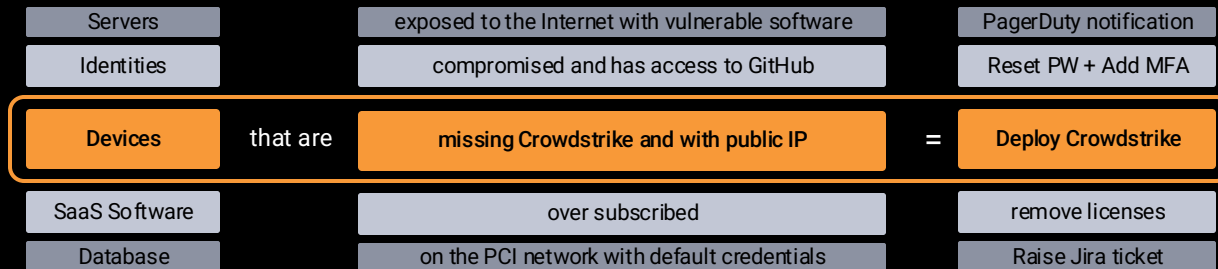 Servers exposed to the Internet with vulnerable software PagerDuty notification
Identities compromised and has access to GitHub Reset PW + Add MFA
Devices that are missing Crowdstrike and with public IP = Deploy Crowdstrike
SaaS Software over subscribed remove licenses
Database on the PCI network with default credentials Raise Jira ticket